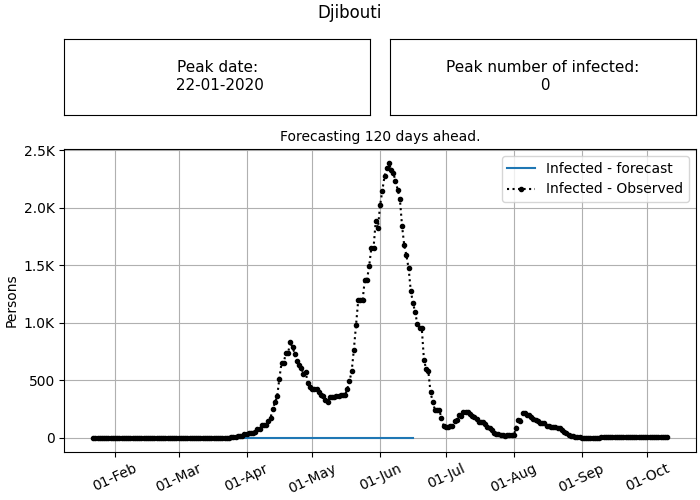 Djibouti
Peak date:
22-01-2020
Peak number of infected:
0
Forecasting 120 days ahead.
2.5K
2.0K
1.5K
1.0K
500
0
Persons
Infected - forecast
Infected - Observed
01-Feb
01-Mar
01-Apr
01-May
01-Jun
01-Jul
01-Aug
01-Sep
01-Oct